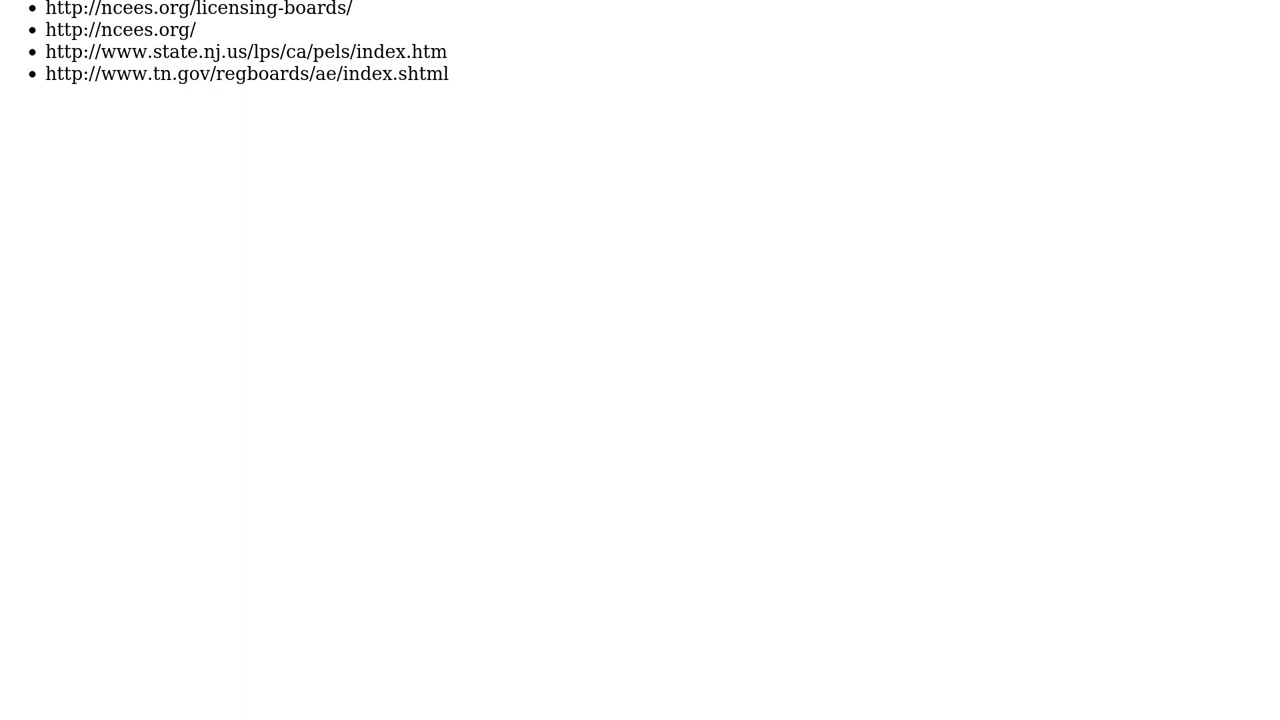 • http://ncees.org/licensing-boards/
• http://ncees.org/
• http://www.state.nj.us/lps/ca/pels/index.htm
• http://www.tn.gov/regboards/ae/index.shtml